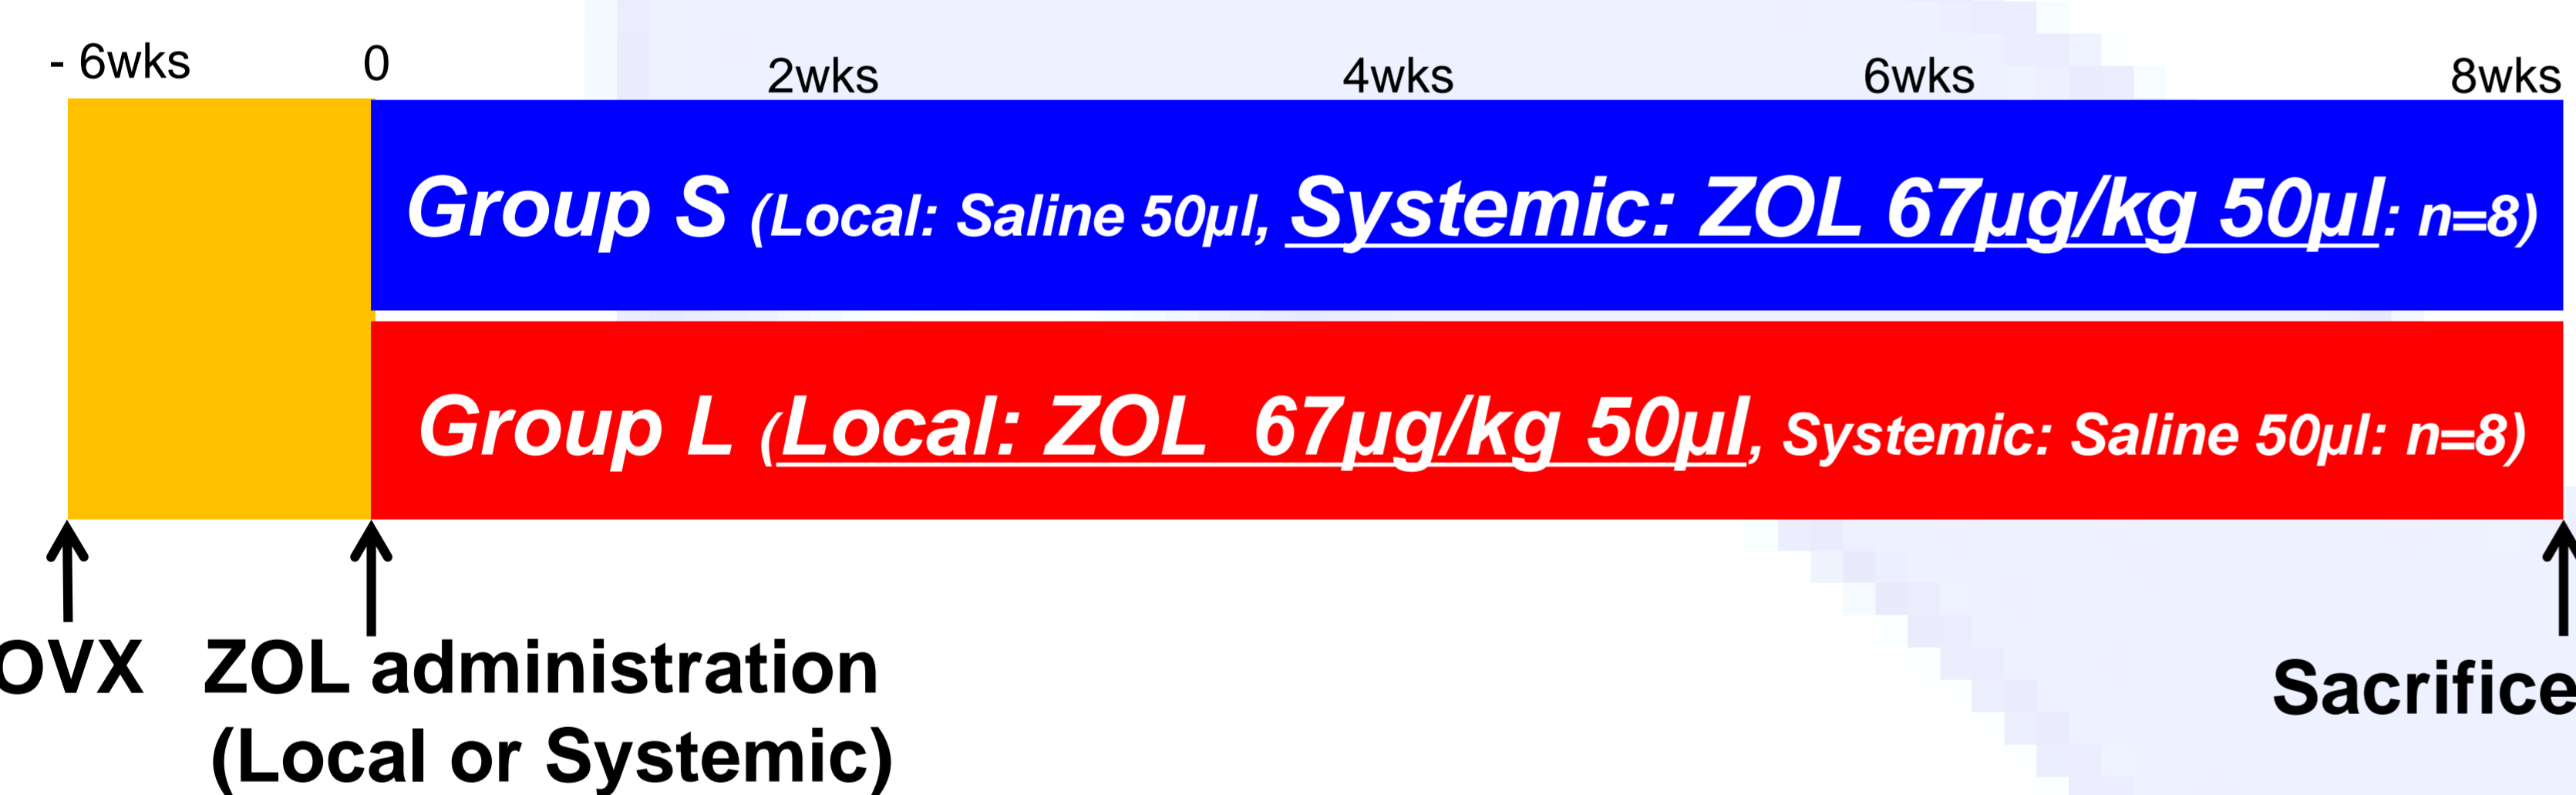 - 6wks 0 2wks 4wks 6wks 8wks
Group S (Local: Saline 50µl, Systemic: ZOL 67µg/kg 50µl: n=8)
Group L (Local: ZOL 67µg/kg 50µl, Systemic: Saline 50µl: n=8)
OVX ZOL administration
(Local or Systemic)
Sacrifice